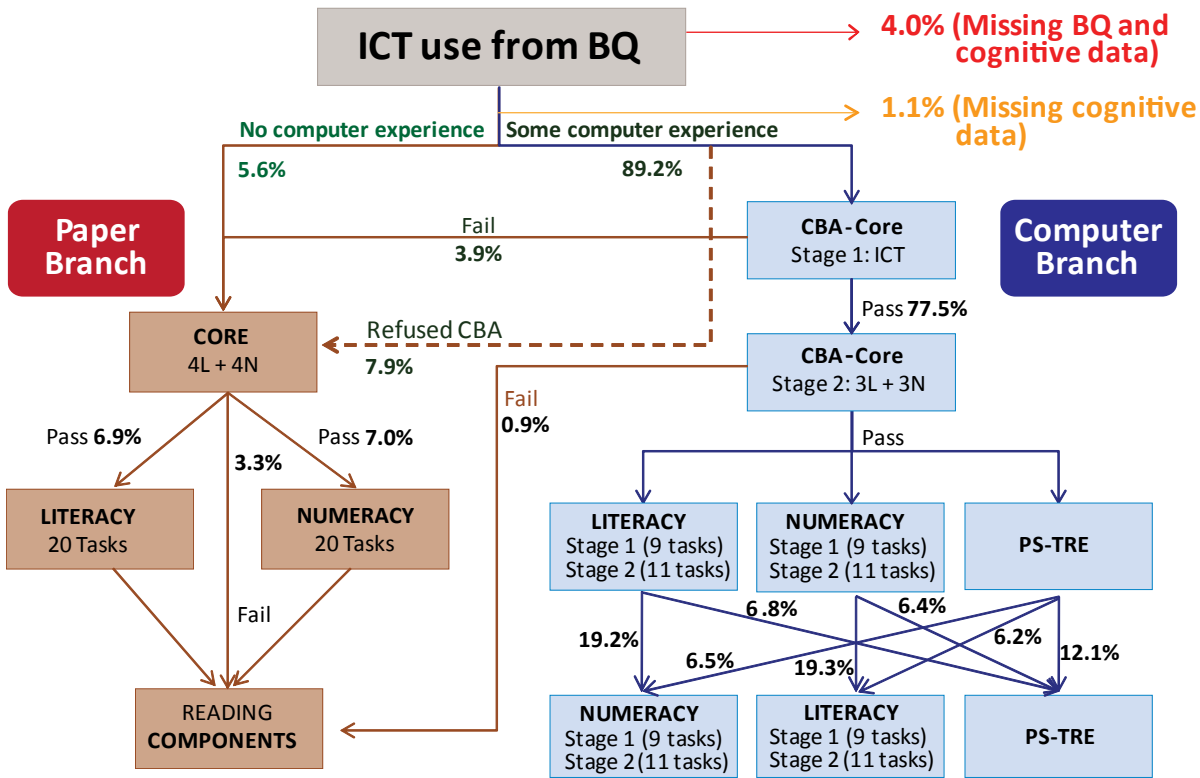 ICT use from BQ
4.0% (Missing BQ and
cognitive data)
1.1% (Missing cognitive
data)
No computer experience
Some computer experience
5.6%
89.2%
Paper
Branch
Fail
3.9%
CBA-Core
Stage 1: ICT
Computer
Branch
Pass 77.5%
CORE
4L + 4N
Refused CBA
7.9%
CBA-Core
Stage 2: 3L + 3N
Fail
0.9%
Pass 6.9%
3.3%
Pass 7.0%
Pass
LITERACY
20 Tasks
NUMERACY
20 Tasks
LITERACY
Stage 1 (9 tasks)
Stage 2 (11 tasks)
NUMERACY
Stage 1 (9 tasks)
Stage 2 (11 tasks)
PS-TRE
Fail
19.2%
6.8%
6.5%
6.4%
19.3%
6.2%
12.1%
READING
COMPONENTS
NUMERACY
Stage 1 (9 tasks)
Stage 2 (11 tasks)
LITERACY
Stage 1 (9 tasks)
Stage 2 (11 tasks)
PS-TRE